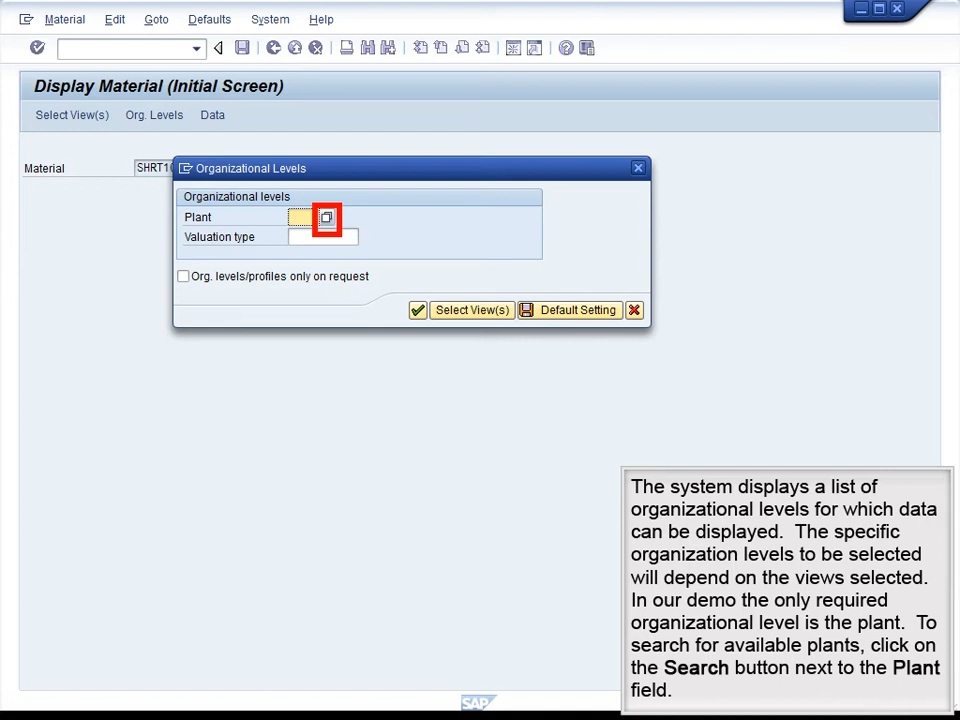 Material Edit Goto Defaults System Help
Display Material (Initial Screen)
Select View(s) Org. Levels Data
Material SHRT1
Organizational Levels
Organizational levels
Plant
Valuation type
Org. levels/profiles only on request
Select View(s) Default Setting
The system displays a list of
organizational levels for which data
can be displayed. The specific
organization levels to be selected
will depend on the views selected.
In our demo the only required
organizational level is the plant. To
search for available plants, click on
the Search button next to the Plant
field.
SAP